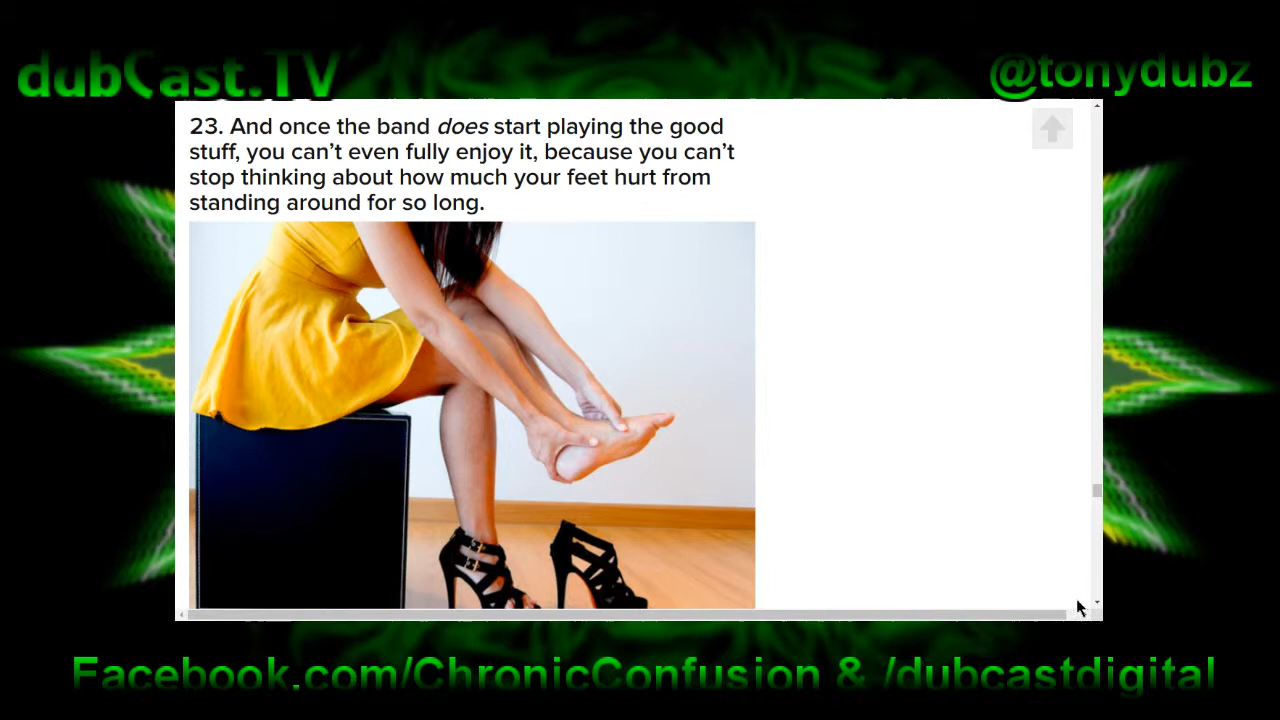 dubCast.TV
@tonydubz
23. And once the band does start playing the good
stuff, you can’t even fully enjoy it, because you can’t
stop thinking about how much your feet hurt from
standing around for so long.
Facebook.com/ChronicConfusion & /dubcastdigital